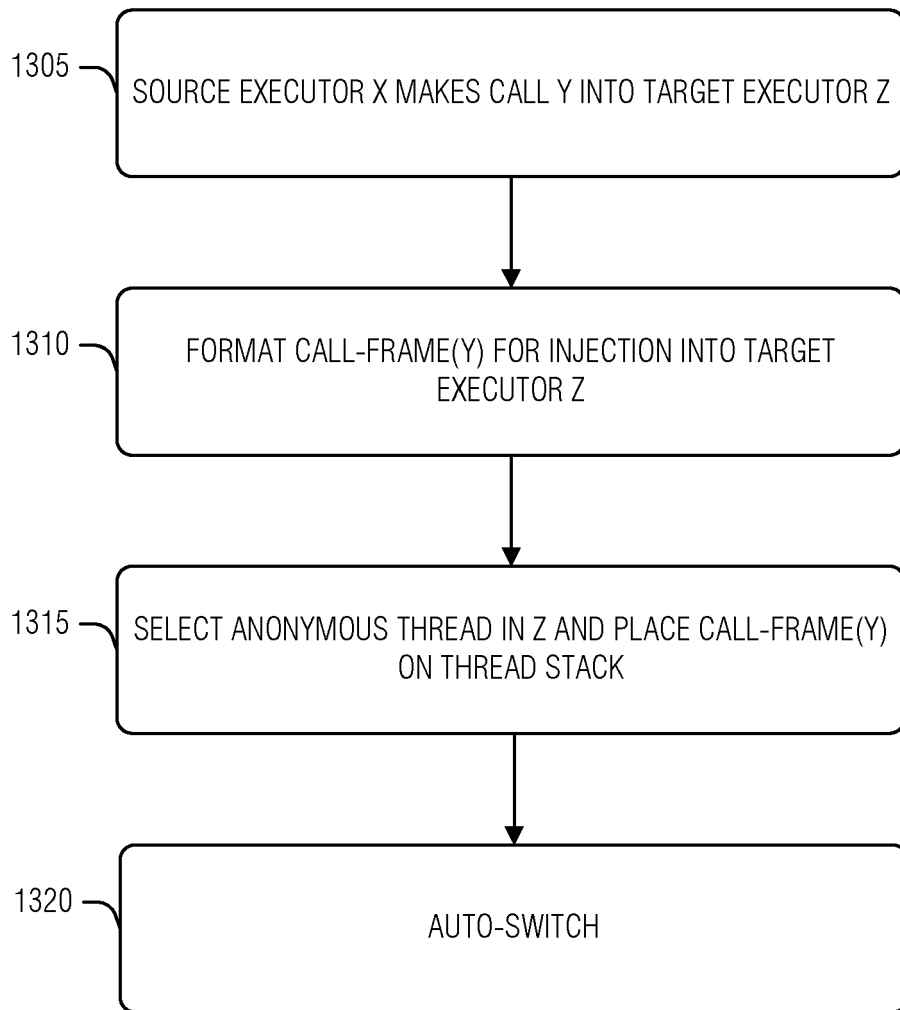 1305
SOURCE EXECUTOR X MAKES CALL Y INTO TARGET EXECUTOR Z
1310
FORMAT CALL-FRAME(Y) FOR INJECTION INTO TARGET
EXECUTOR Z
1315
SELECT ANONYMOUS THREAD IN Z AND PLACE CALL-FRAME(Y)
ON THREAD STACK
1320
AUTO-SWITCH